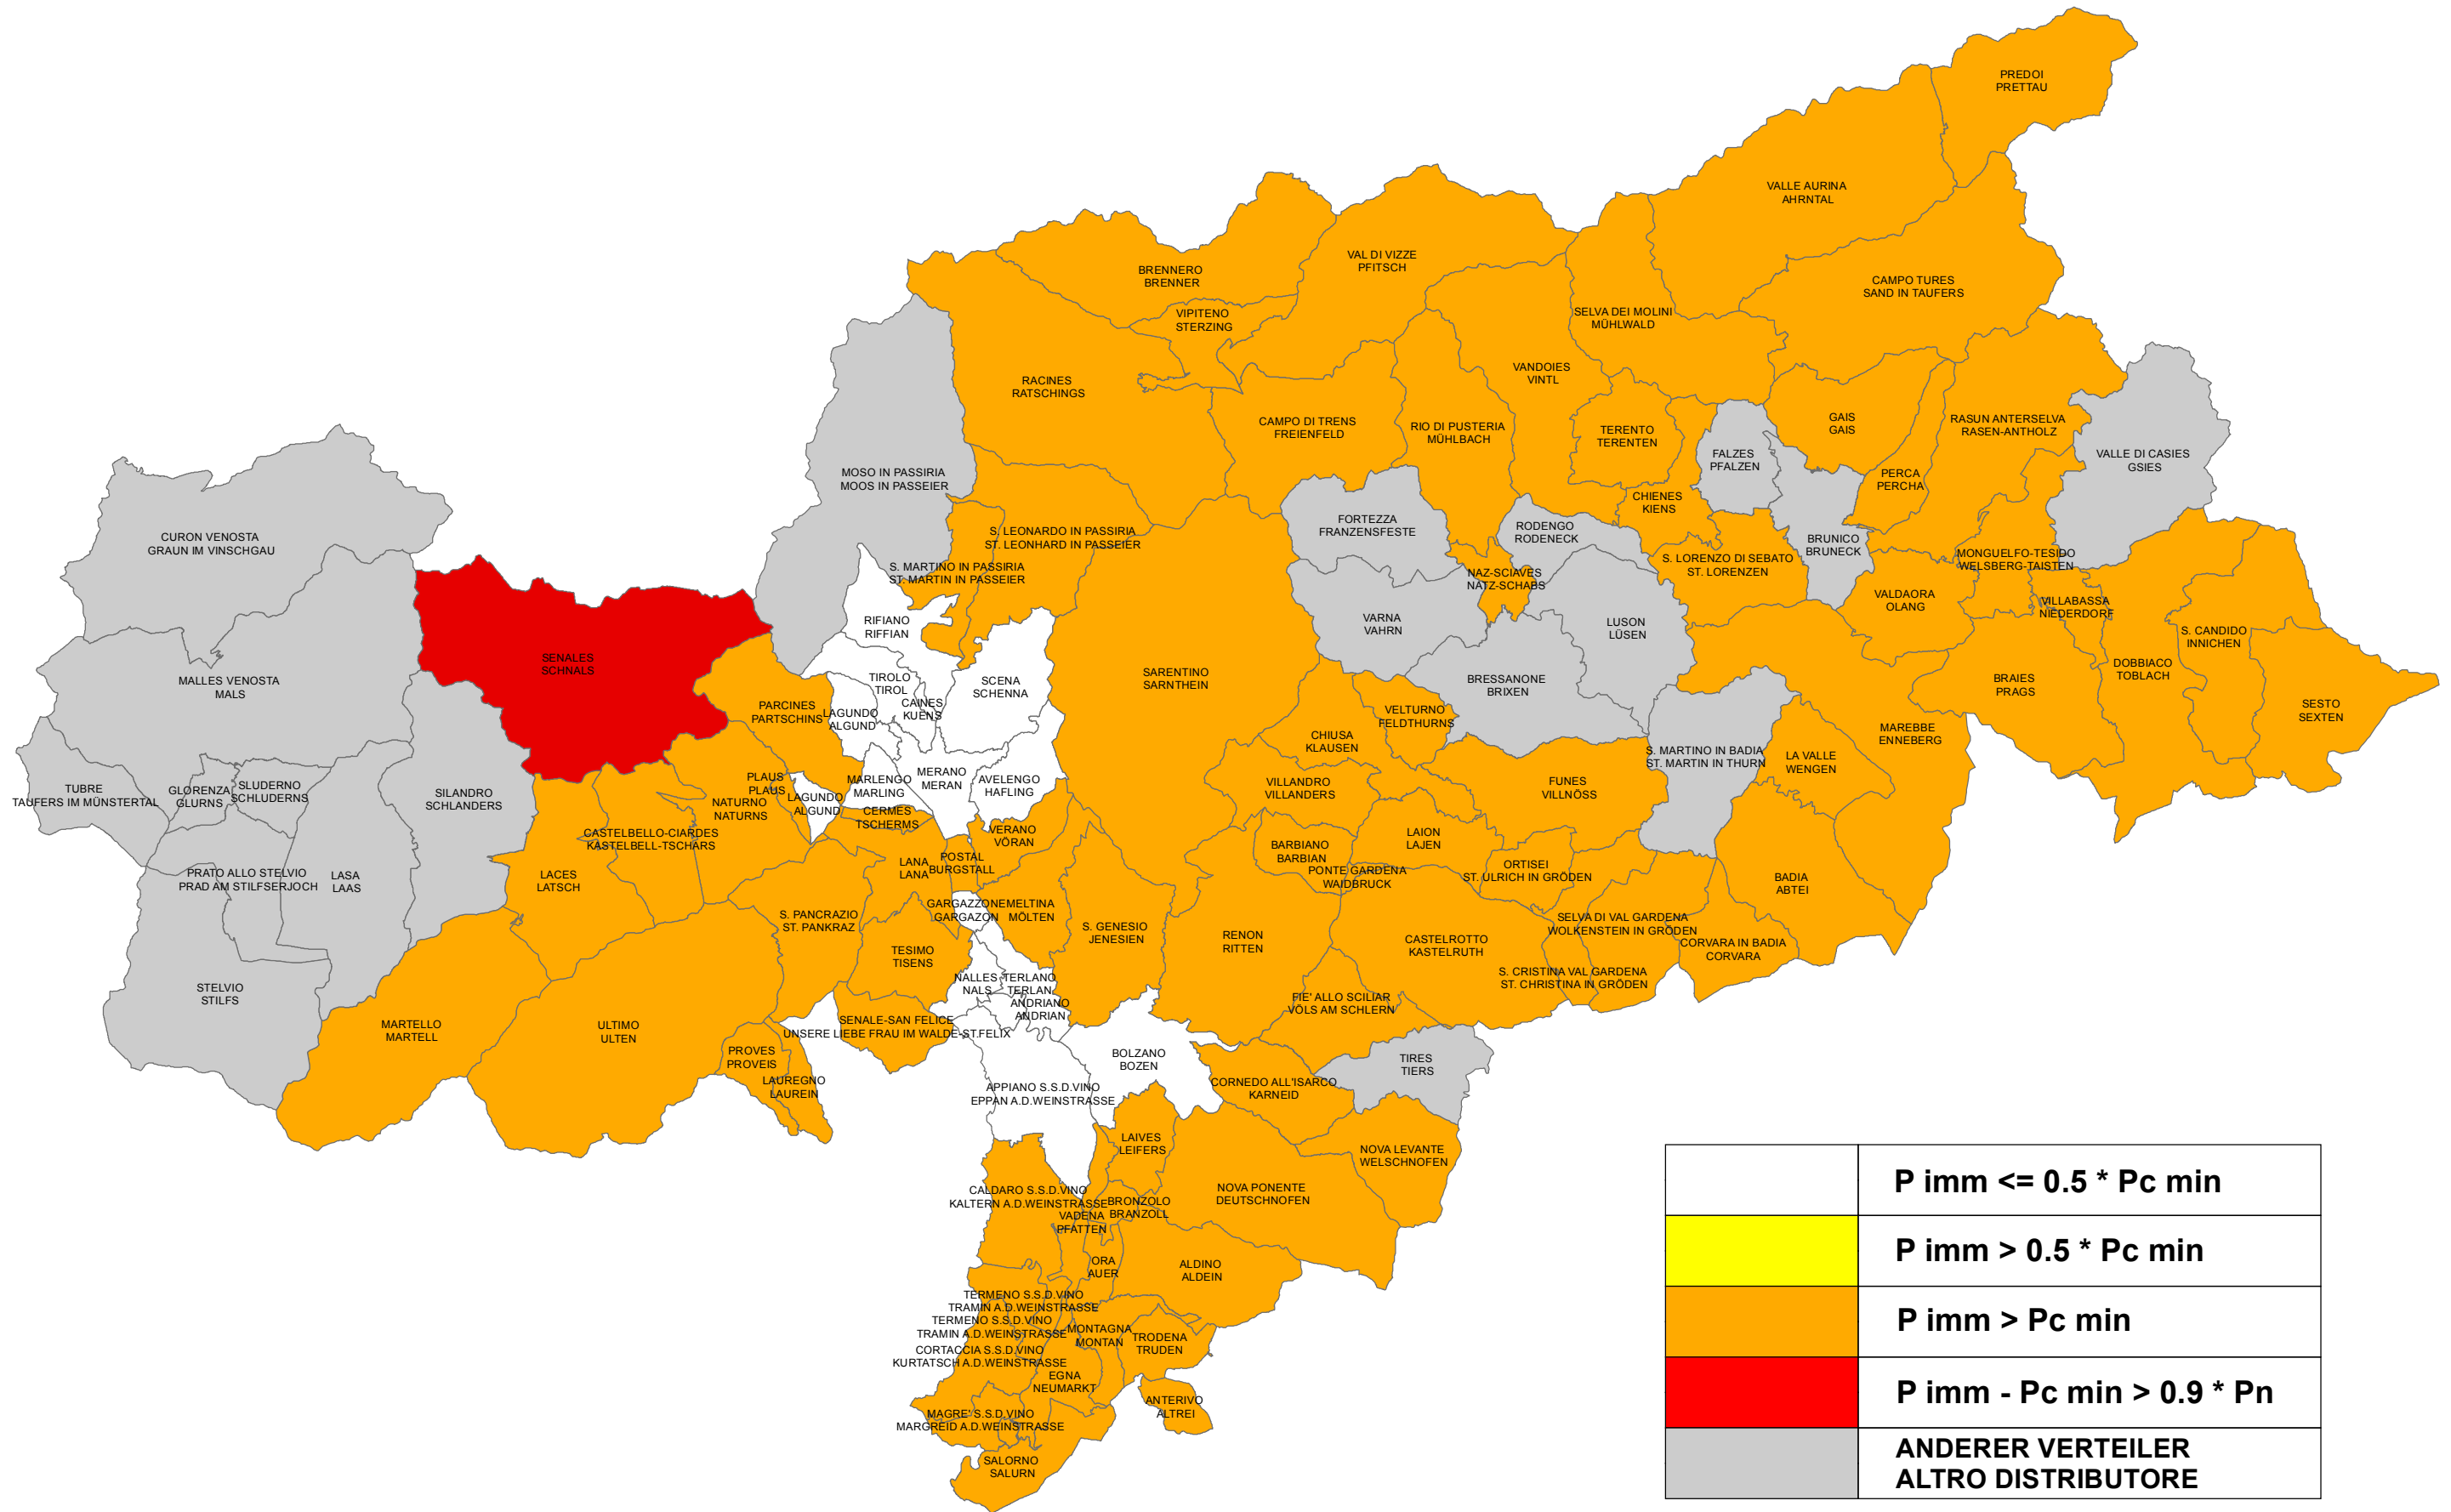 PREDOI
PRETTAU
VALLE AURINA
AHRNTAL
CAMPO TURES
SAND IN TAUFERS
VAL DI VIZZE
PFITSCH
BRENNERO
BRENNER
VIPITENO
STERZING
SELVA DEI MOLINI
MÜHLWALD
RACINES
RATSCHINGS
VANDOIES
VINTL
CAMPO DI TRENS
FREIENFELD
RIO DI PUSTERIA
MÜHLBACH
TERENTO
TERENTEN
GAIS
GAIS
RASUN ANTERSELVA
RASEN-ANTHOLZ
FALZES
PFALZEN
VALLE DI CASIES
GSIES
PERCA
PERCHA
MOSO IN PASSIRIA
MOOS IN PASSEIER
CHIENES
KIENS
CURON VENOSTA
GRAUN IM VINSCHGAU
S. LEONARDO IN PASSIRIA
ST. LEONHARD IN PASSEIER
FORTEZZA
FRANZENSFESTE
RODENGO
RODENECK
BRUNICO
BRUNECK
S. LORENZO DI SEBATO
ST. LORENZEN
MONGUELFO-TESIDO
WELSBERG-TAISTEN
S. MARTINO IN PASSIRIA
ST. MARTIN IN PASSEIER
NAZ-SCIAVES
NATZ-SCHABS
VALDAORA
OLANG
VILLABASSA
NIEDERDORF
RIFIANO
RIFFIAN
VARNA
VAHRN
LUSON
LÜSEN
S. CANDIDO
INNICHEN
SENALES
SCHNALS
MALLES VENOSTA
MALS
TIROLO
TIROL
SCENA
SCHENNA
SARENTINO
SARNTHEIN
BRESSANONE
BRIXEN
BRAIES
PRAGS
DOBBIACO
TOBLACH
CAINES
KUENS
PARCINES
PARTSCHINS
LAGUNDO
ALGUND
VELTURNO
FELDTHURNS
SESTO
SEXTEN
MAREBBE
ENNEBERG
CHIUSA
KLAUSEN
S. MARTINO IN BADIA
ST. MARTIN IN THURN
LA VALLE
WENGEN
TUBRE
TAUFERS IM MÜNSTERTAL
GLORENZA
GLURNS
SLUDERNO
SCHLUDERNS
SILANDRO
SCHLANDERS
PLAUS
PLAUS
LAGUNDO
ALGUND
MARLENGO
MARLING
MERANO
MERAN
AVELENGO
HAFLING
VILLANDRO
VILLANDERS
FUNES
VILLNÖSS
NATURNO
NATURNS
CERMES
TSCHERMS
CASTELBELLO-CIARDES
KASTELBELL-TSCHARS
VERANO
VÖRAN
BARBIANO
BARBIAN
LAION
LAJEN
PRATO ALLO STELVIO
PRAD AM STILFSERJOCH
LASA
LAAS
LACES
LATSCH
LANA
LANA
POSTAL
BURGSTALL
PONTE GARDENA
WAIDBRUCK
ORTISEI
ST. ULRICH IN GRÖDEN
BADIA
ABTEI
S. PANCRAZIO
ST. PANKRAZ
GARGAZZONE
GARGAZON
MELTINA
MÖLTEN
S. GENESIO
JENESIEN
RENON
RITTEN
CASTELROTTO
KASTELRUTH
SELVA DI VAL GARDENA
WOLKENSTEIN IN GRÖDEN
CORVARA IN BADIA
CORVARA
TESIMO
TISENS
S. CRISTINA VAL GARDENA
ST. CHRISTINA IN GRÖDEN
STELVIO
STILFS
NALLES
NALS
TERLANO
TERLAN
ANDRIANO
ANDRIAN
FIE' ALLO SCILIAR
VÖLS AM SCHLERN
MARTELLO
MARTELL
ULTIMO
ULTEN
SENALE-SAN FELICE
UNSERE LIEBE FRAU IM WALDE-ST.FELIX
PROVES
PROVEIS
LAUREGNO
LAUREIN
BOLZANO
BOZEN
TIRES
TIERS
CORNEDO ALL'ISARCO
KARNEID
APPIANO S.S.D.VINO
EPPAN A.D.WEINSTRASSE
LAIVES
LEIFERS
NOVA LEVANTE
WELSCHNOFEN
NOVA PONENTE
DEUTSCHNOFEN
CALDARO S.S.D.VINO
KALTERN A.D.WEINSTRASSE
BRONZOLO
BRANZOLL
VADENA
PFATTEN
ORA
AUER
ALDINO
ALDEIN
TERMENO S.S.D.VINO
TRAMIN A.D.WEINSTRASSE
TERMENO S.S.D.VINO
TRAMIN A.D.WEINSTRASSE
MONTAGNA
MONTAN
TRODENA
TRUDEN
CORTACCIA S.S.D.VINO
KURTATSCH A.D.WEINSTRASSE
EGNA
NEUMARKT
ANTERIVO
ALTREI
MAGRE' S.S.D.VINO
MARGREID A.D.WEINSTRASSE
SALORNO
SALURN
P imm <= 0.5 * Pc min
P imm > 0.5 * Pc min
P imm > Pc min
P imm - Pc min > 0.9 * Pn
ANDERER VERTEILER
ALTRO DISTRIBUTORE